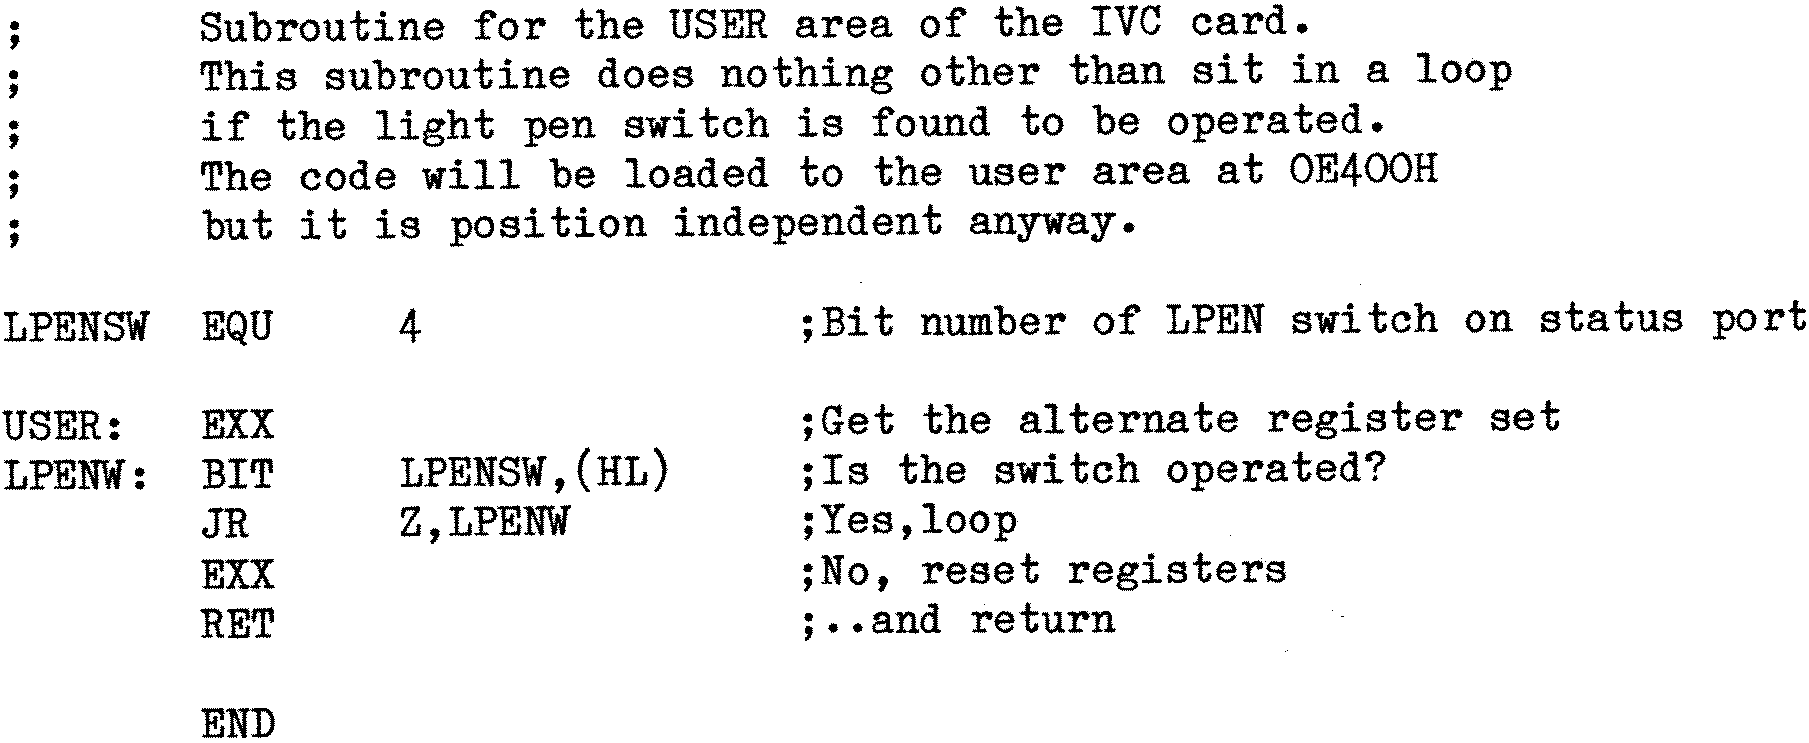 ;       Subroutine for the USER area of the IVC card.
;       This subroutine does nothing other than sit in a loop
;       if the light pen switch is found to be operated.
;       The code will be loaded to the user area at 0E400H
;       but it is position independent anyway.
LPENSW  EQU     4               ;Bit number of LPEN switch on status port
USER:   EXX                     ;Get the alternate register set
LPENW:  BIT     LPENSW,(HL)     ;Is the switch operated?
        JR      Z,LPENW         ;Yes,loop
        EXX                     ;No, reset registers
        RET                     ;..and return
        END